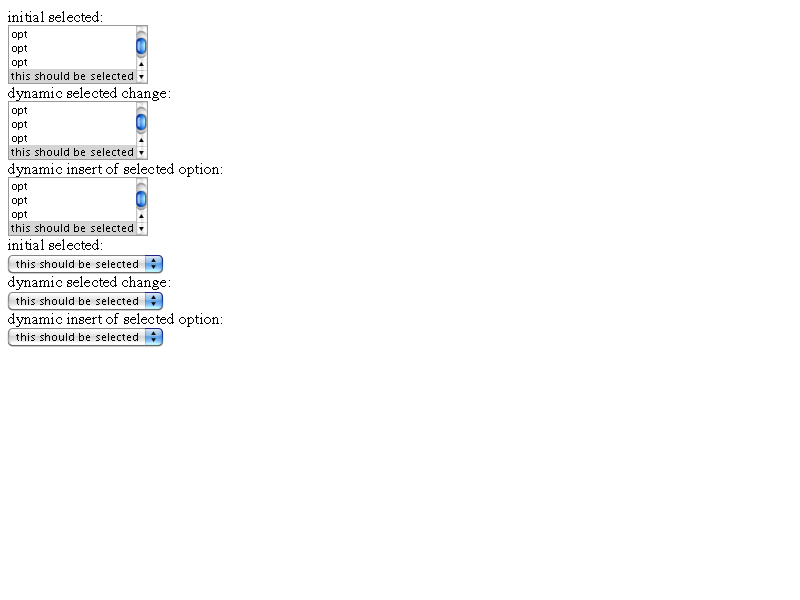 initial selected:
opt
opt
opt
this should be selected
dynamic selected change:
opt
opt
opt
this should be selected
dynamic insert of selected option:
opt
opt
opt
this should be selected
initial selected:
this should be selected
dynamic selected change:
this should be selected
dynamic insert of selected option:
this should be selected